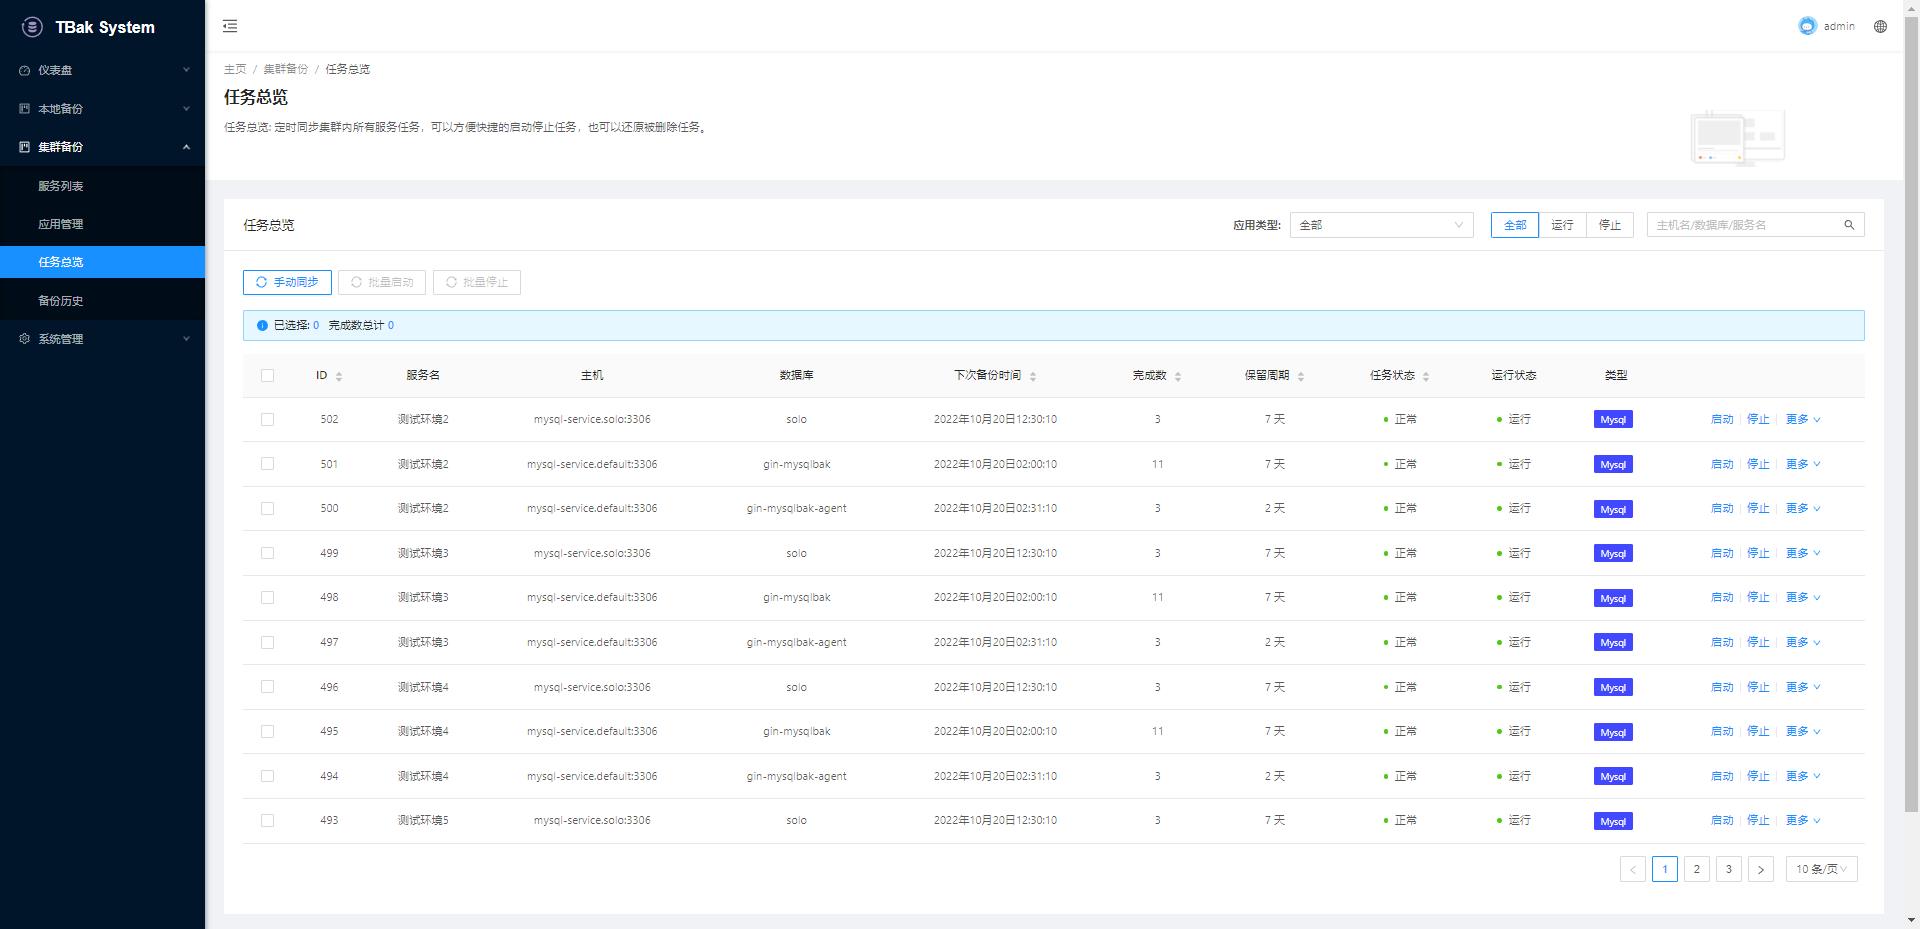 TBak System
仪表盘
本地备份
集群备份
服务列表
应用管理
任务总览
备份历史
系统管理
admin
主页 / 集群备份 / 任务总览
任务总览
任务总览: 定时同步集群内所有服务任务，可以方便快捷的启动停止任务，也可以还原被删除任务。
任务总览 应用类型: 全部 全部 运行 停止 主机名/数据库/服务名
手动同步 批量启动 批量停止
已选择: 0 完成数总计 0
ID 服务名 主机 数据库 下次备份时间 完成数 保留周期 任务状态 运行状态 类型
502 测试环境2 mysql-service.solo:3306 solo 2022年10月20日12:30:10 3 7 天 正常 运行 Mysql 启动 停止 更多
501 测试环境2 mysql-service.default:3306 gin-mysqlbak 2022年10月20日02:00:10 11 7 天 正常 运行 Mysql 启动 停止 更多
500 测试环境2 mysql-service.default:3306 gin-mysqlbak-agent 2022年10月20日02:31:10 3 2 天 正常 运行 Mysql 启动 停止 更多
499 测试环境3 mysql-service.solo:3306 solo 2022年10月20日12:30:10 3 7 天 正常 运行 Mysql 启动 停止 更多
498 测试环境3 mysql-service.default:3306 gin-mysqlbak 2022年10月20日02:00:10 11 7 天 正常 运行 Mysql 启动 停止 更多
497 测试环境3 mysql-service.default:3306 gin-mysqlbak-agent 2022年10月20日02:31:10 3 2 天 正常 运行 Mysql 启动 停止 更多
496 测试环境4 mysql-service.solo:3306 solo 2022年10月20日12:30:10 3 7 天 正常 运行 Mysql 启动 停止 更多
495 测试环境4 mysql-service.default:3306 gin-mysqlbak 2022年10月20日02:00:10 11 7 天 正常 运行 Mysql 启动 停止 更多
494 测试环境4 mysql-service.default:3306 gin-mysqlbak-agent 2022年10月20日02:31:10 3 2 天 正常 运行 Mysql 启动 停止 更多
493 测试环境5 mysql-service.solo:3306 solo 2022年10月20日12:30:10 3 7 天 正常 运行 Mysql 启动 停止 更多
< 1 2 3 > 10 条/页